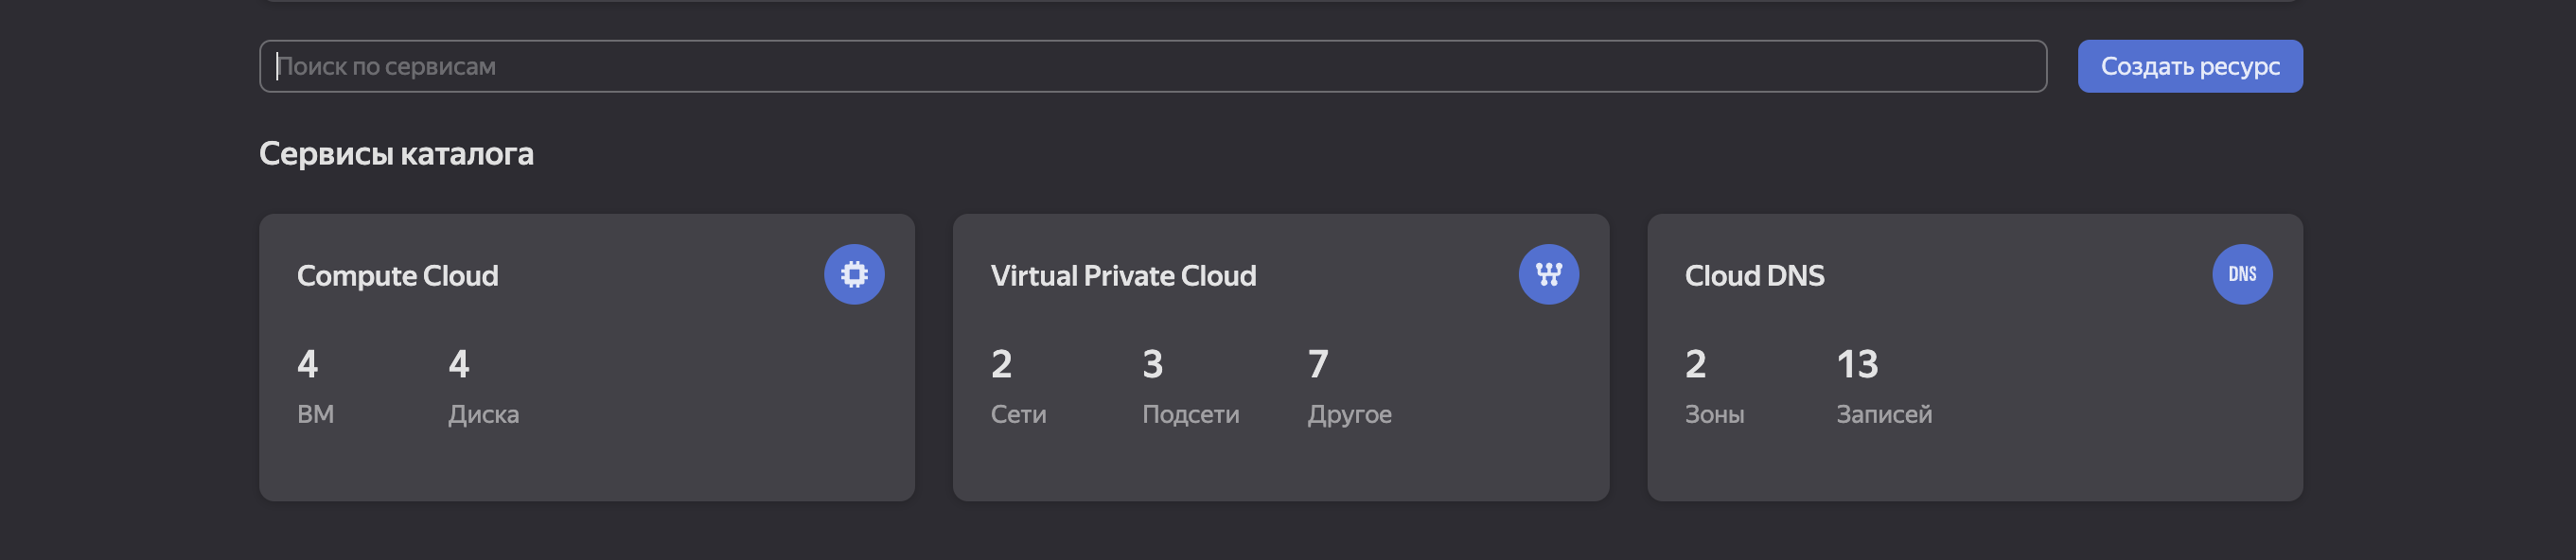 Поиск по сервисам
Создать ресурс
Сервисы каталога
Compute Cloud
4 4
ВМ Диска
Virtual Private Cloud
2 3 7
Сети Подсети Другое
Cloud DNS
DNS
2 13
Зоны Записей